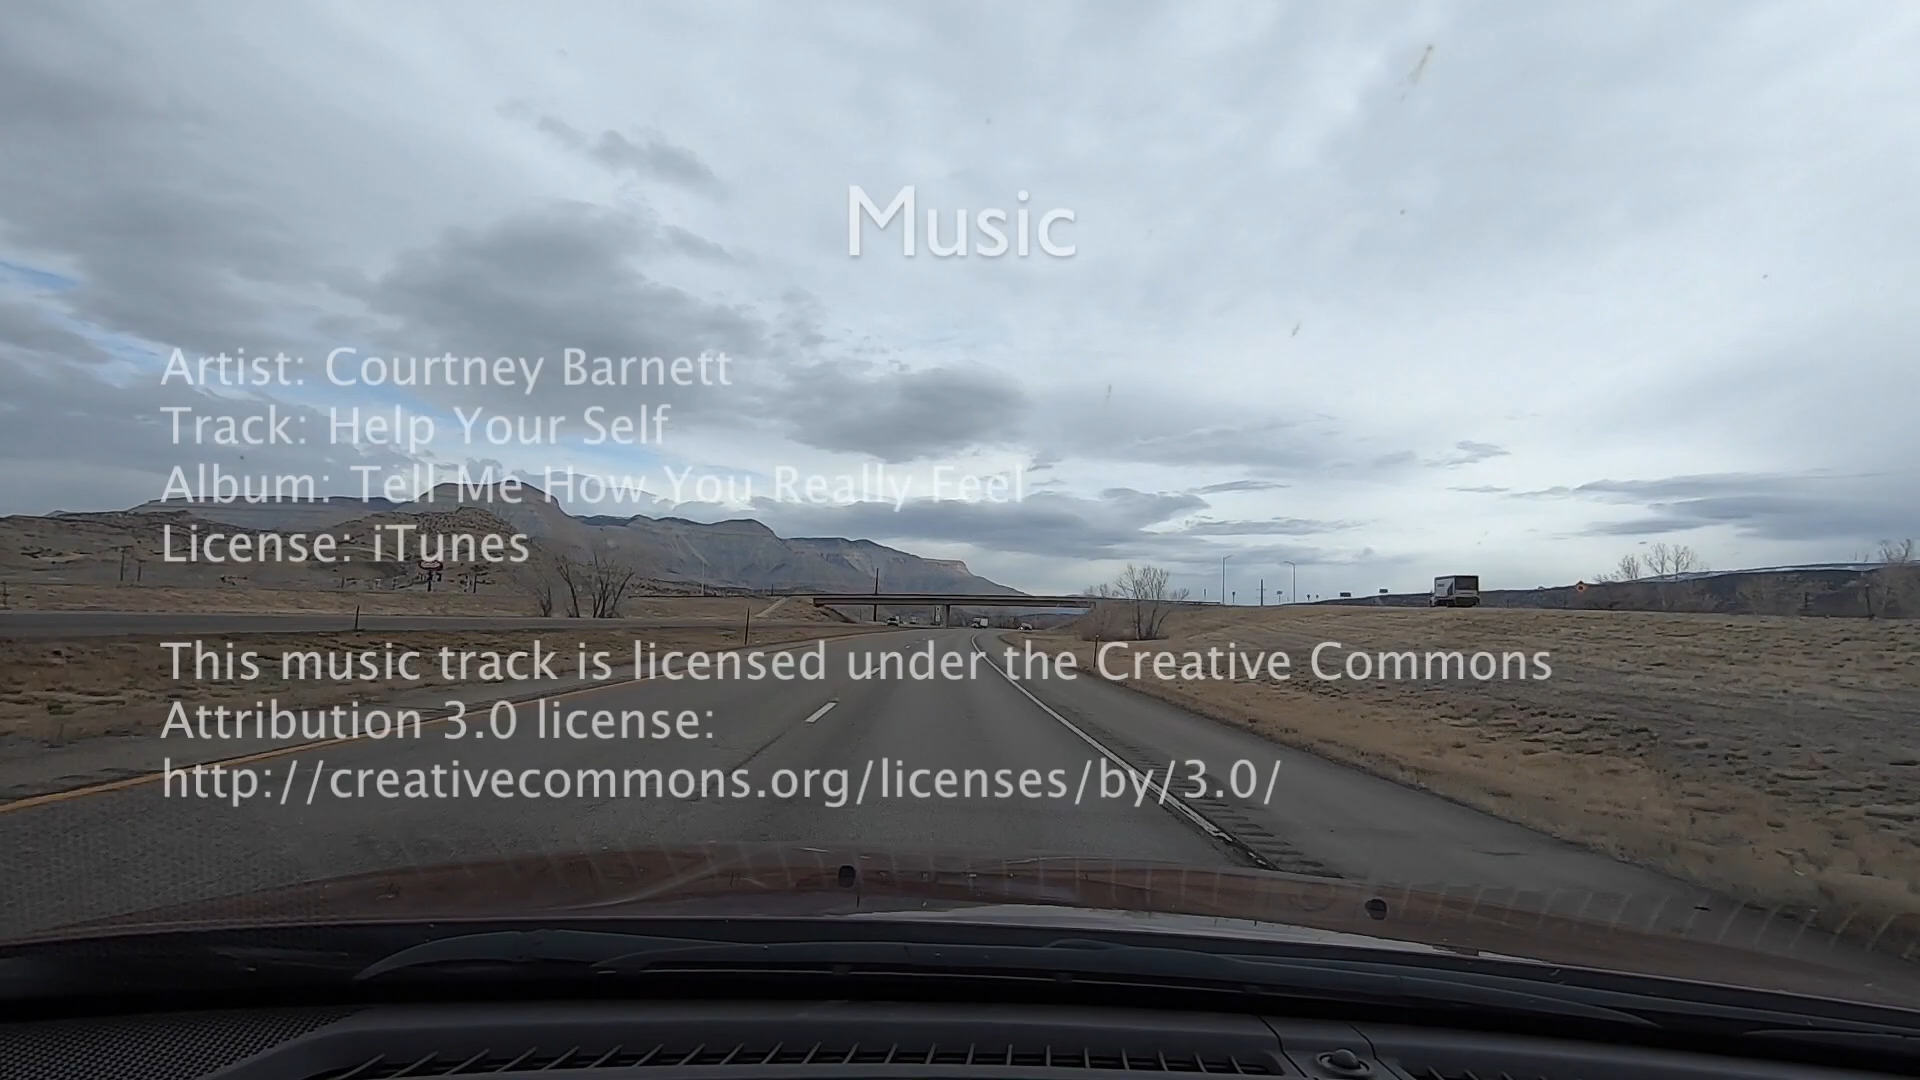 Music
Artist: Courtney Barnett
Track: Help Your Self
Album: Tell Me How You Really Feel
License: iTunes
This music track is licensed under the Creative Commons
Attribution 3.0 license:
http://creativecommons.org/licenses/by/3.0/